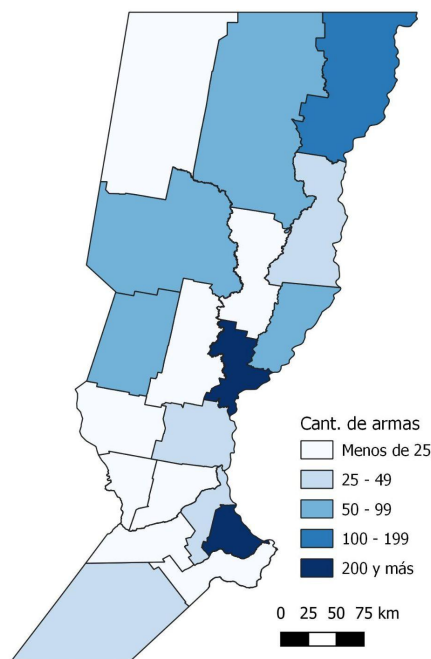 Cant. de armas
Menos de 25
25 - 49
50 - 99
100 - 199
200 y más
0 25 50 75 km